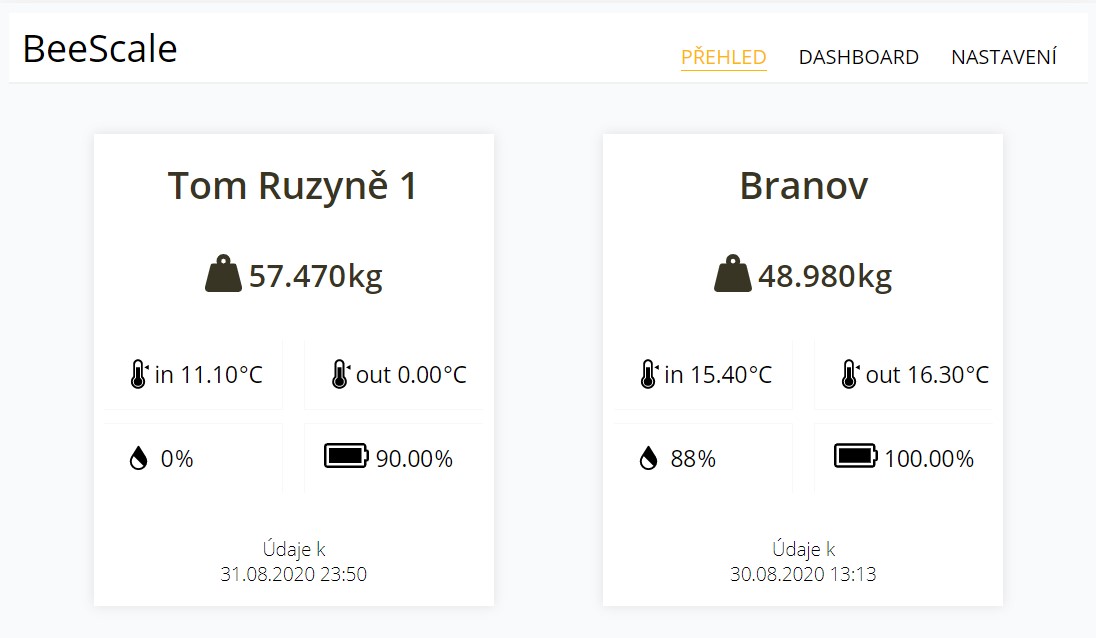 BeeScale
PŘEHLED DASHBOARD NASTAVENÍ
Tom Ruzyně 1
57.470kg
in 11.10°C
out 0.00°C
0%
90.00%
Údaje k
31.08.2020 23:50
Branov
48.980kg
in 15.40°C
out 16.30°C
88%
100.00%
Údaje k
30.08.2020 13:13